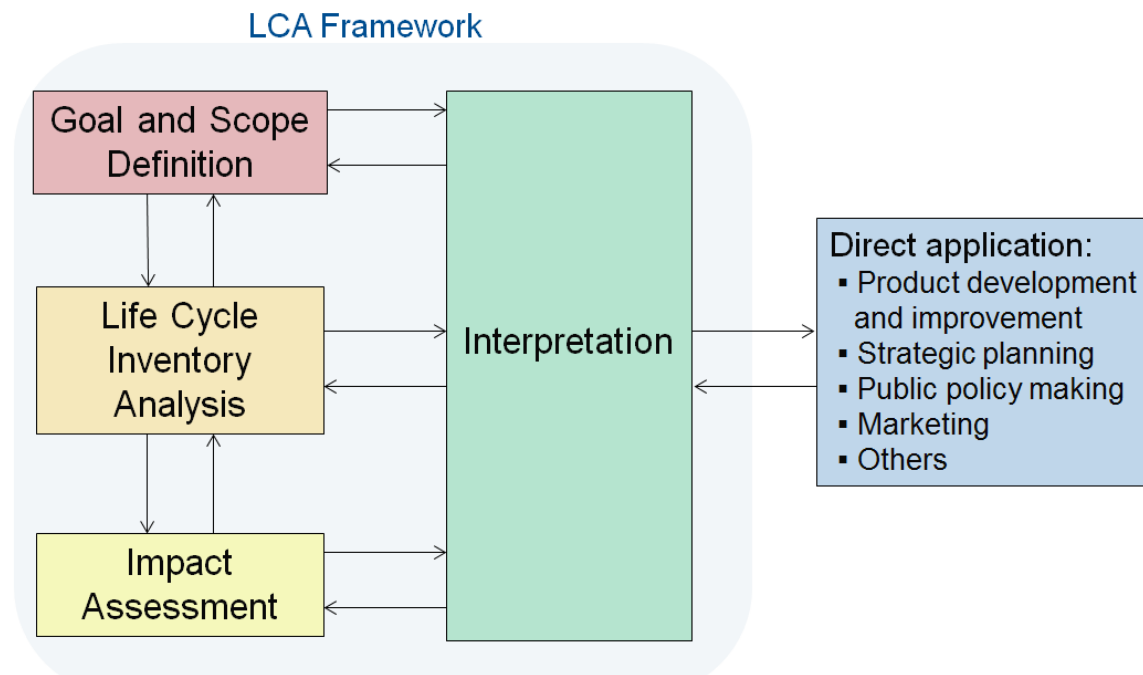 LCA Framework
Goal and Scope
Definition
Life Cycle
Inventory
Analysis
Impact
Assessment
Interpretation
Direct application:
▪ Product development
and improvement
▪ Strategic planning
▪ Public policy making
▪ Marketing
▪ Others